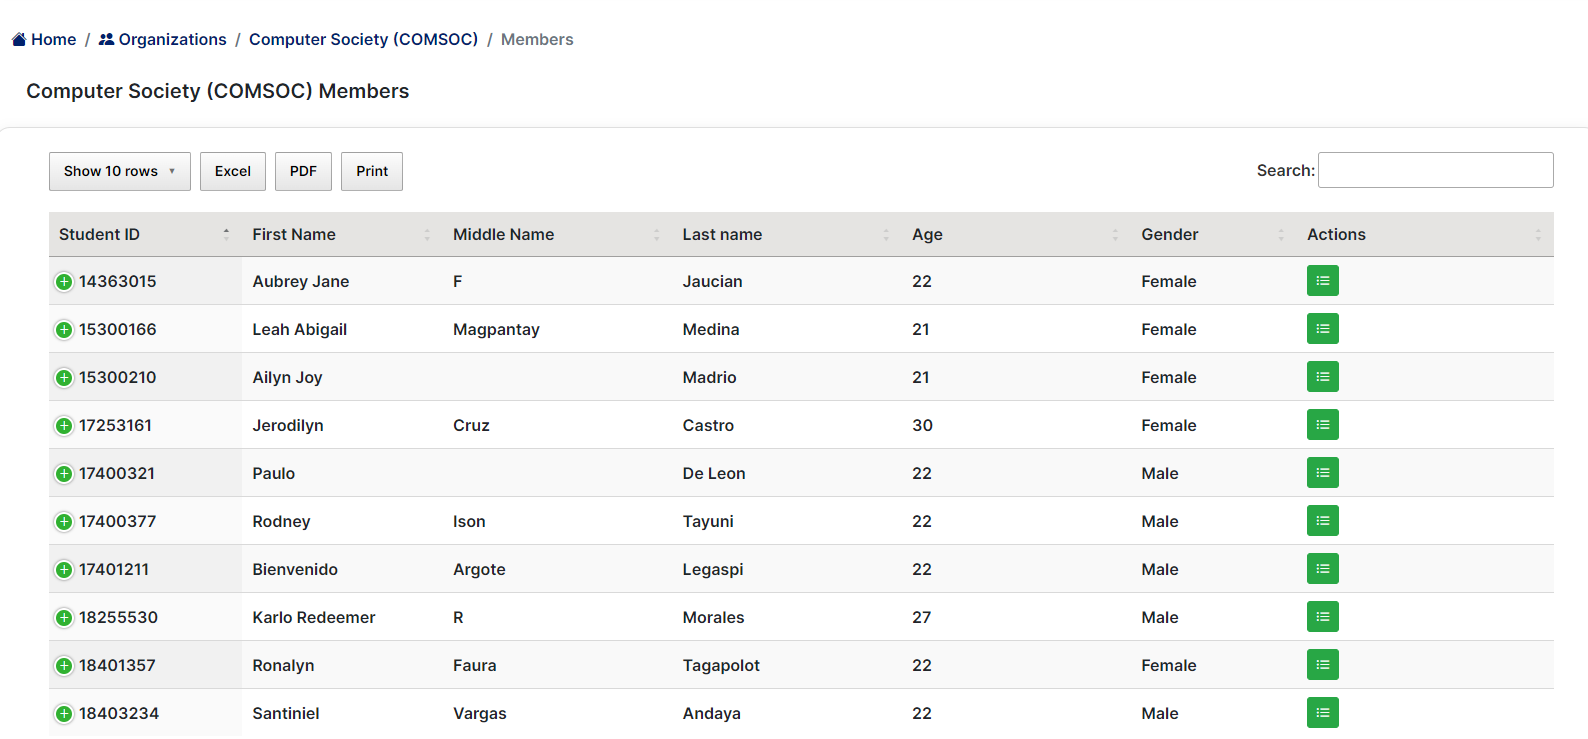 Home / Organizations / Computer Society (COMSOC) / Members
Computer Society (COMSOC) Members
Show 10 rows Excel PDF Print Search:
Student ID First Name Middle Name Last name Age Gender Actions
14363015 Aubrey Jane F Jaucian 22 Female
15300166 Leah Abigail Magpantay Medina 21 Female
15300210 Ailyn Joy Madrio 21 Female
17253161 Jerodilyn Cruz Castro 30 Female
17400321 Paulo De Leon 22 Male
17400377 Rodney Ison Tayuni 22 Male
17401211 Bienvenido Argote Legaspi 22 Male
18255530 Karlo Redeemer R Morales 27 Male
18401357 Ronalyn Faura Tagapolot 22 Female
18403234 Santiniel Vargas Andaya 22 Male